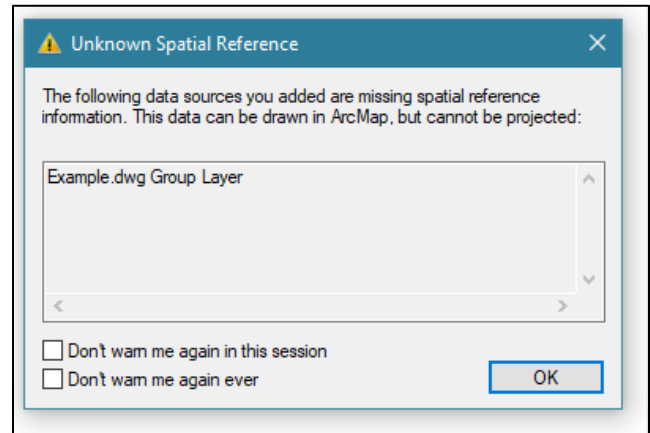 Unknown Spatial Reference
The following data sources you added are missing spatial reference
information. This data can be drawn in ArcMap, but cannot be projected:
Example.dwg Group Layer
Don't warn me again in this session
Don't warn me again ever
OK